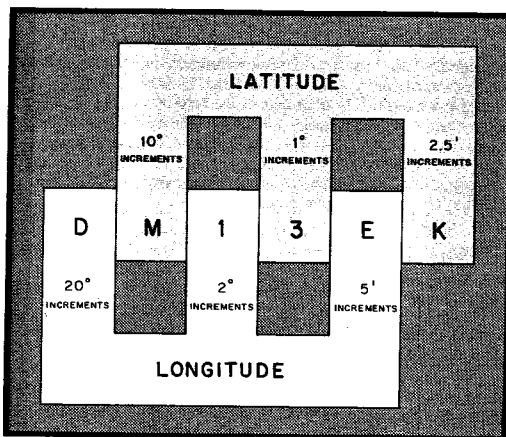 LATITUDE
10° 1° 2.5'
INCREMENTS INCREMENTS INCREMENTS
D M 1 3 E K
20° 2° 5'
INCREMENTS INCREMENTS INCREMENTS
LONGITUDE